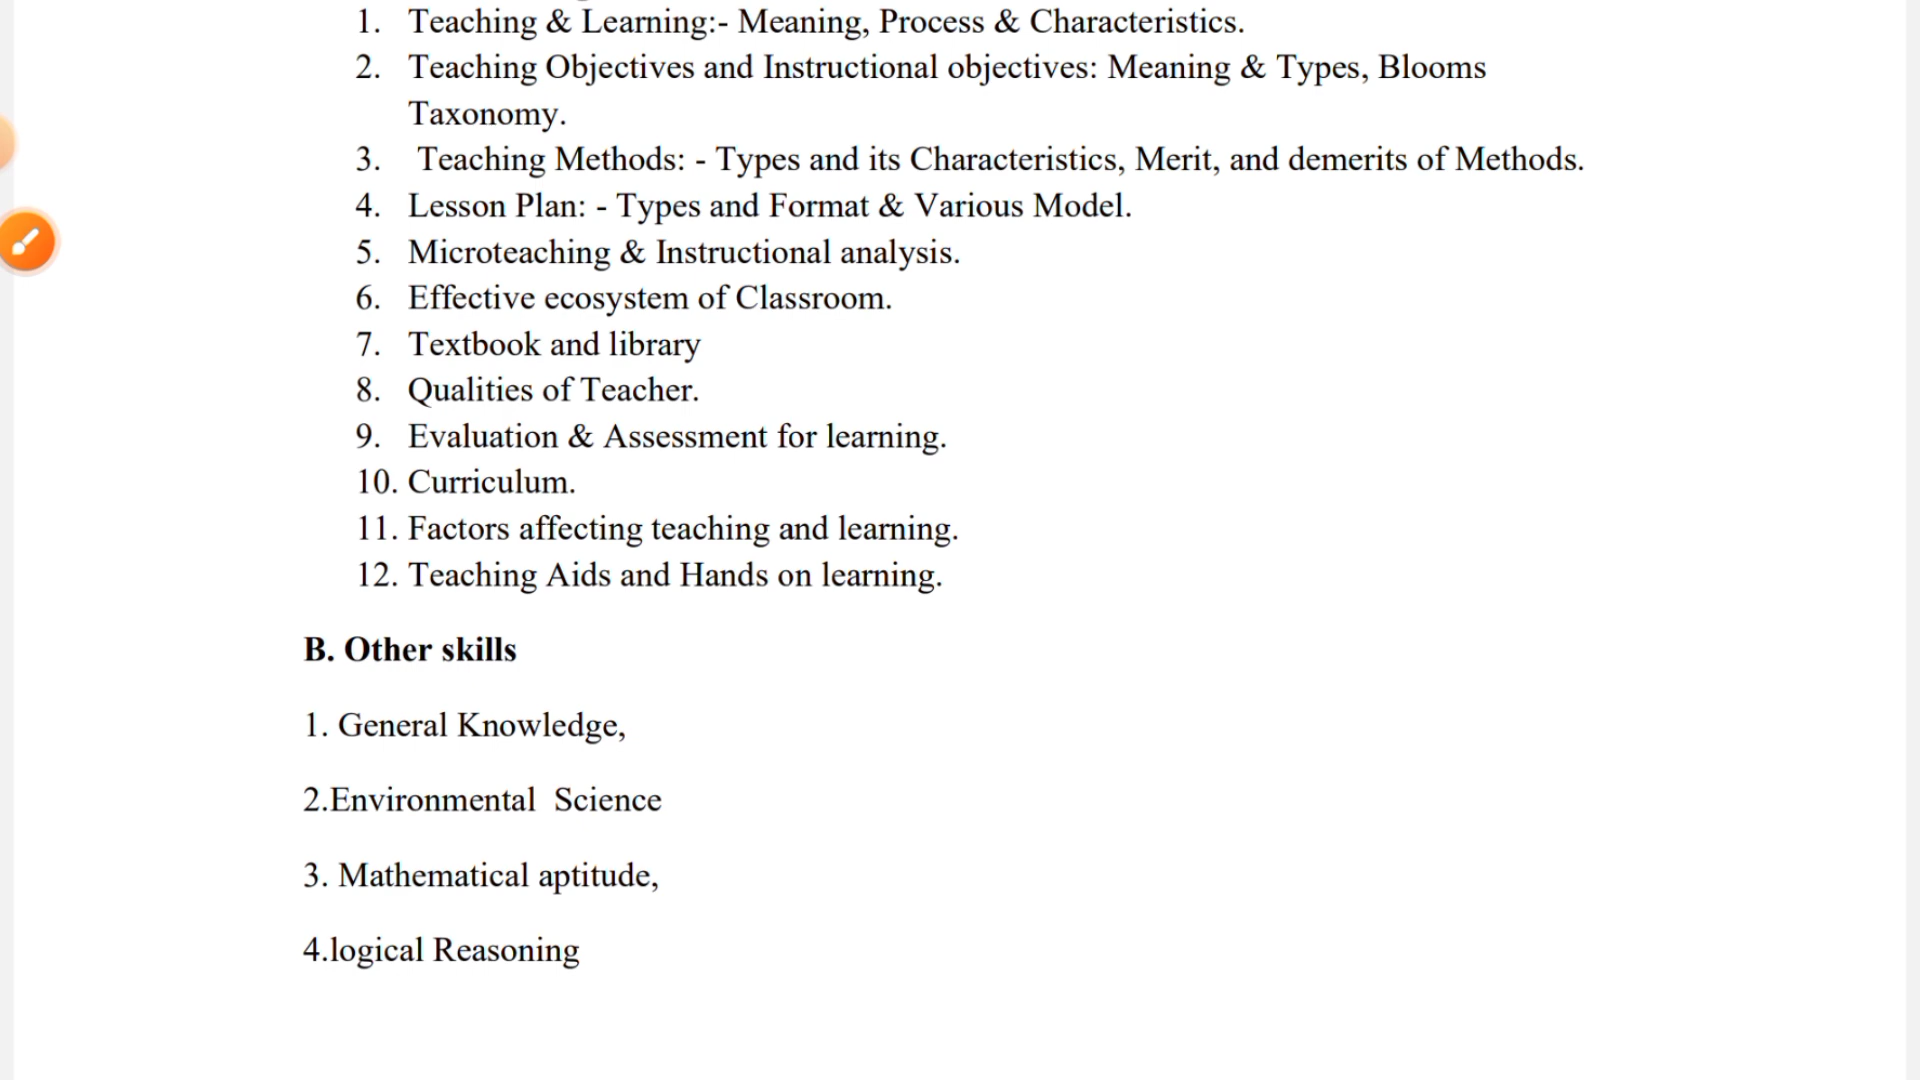 1. Teaching & Learning:- Meaning, Process & Characteristics.
2. Teaching Objectives and Instructional objectives: Meaning & Types, Blooms
Taxonomy.
3. Teaching Methods: - Types and its Characteristics, Merit, and demerits of Methods.
4. Lesson Plan: - Types and Format & Various Model.
5. Microteaching & Instructional analysis.
6. Effective ecosystem of Classroom.
7. Textbook and library
8. Qualities of Teacher.
9. Evaluation & Assessment for learning.
10. Curriculum.
11. Factors affecting teaching and learning.
12. Teaching Aids and Hands on learning.
B. Other skills
1. General Knowledge,
2.Environmental  Science
3. Mathematical aptitude,
4.logical Reasoning